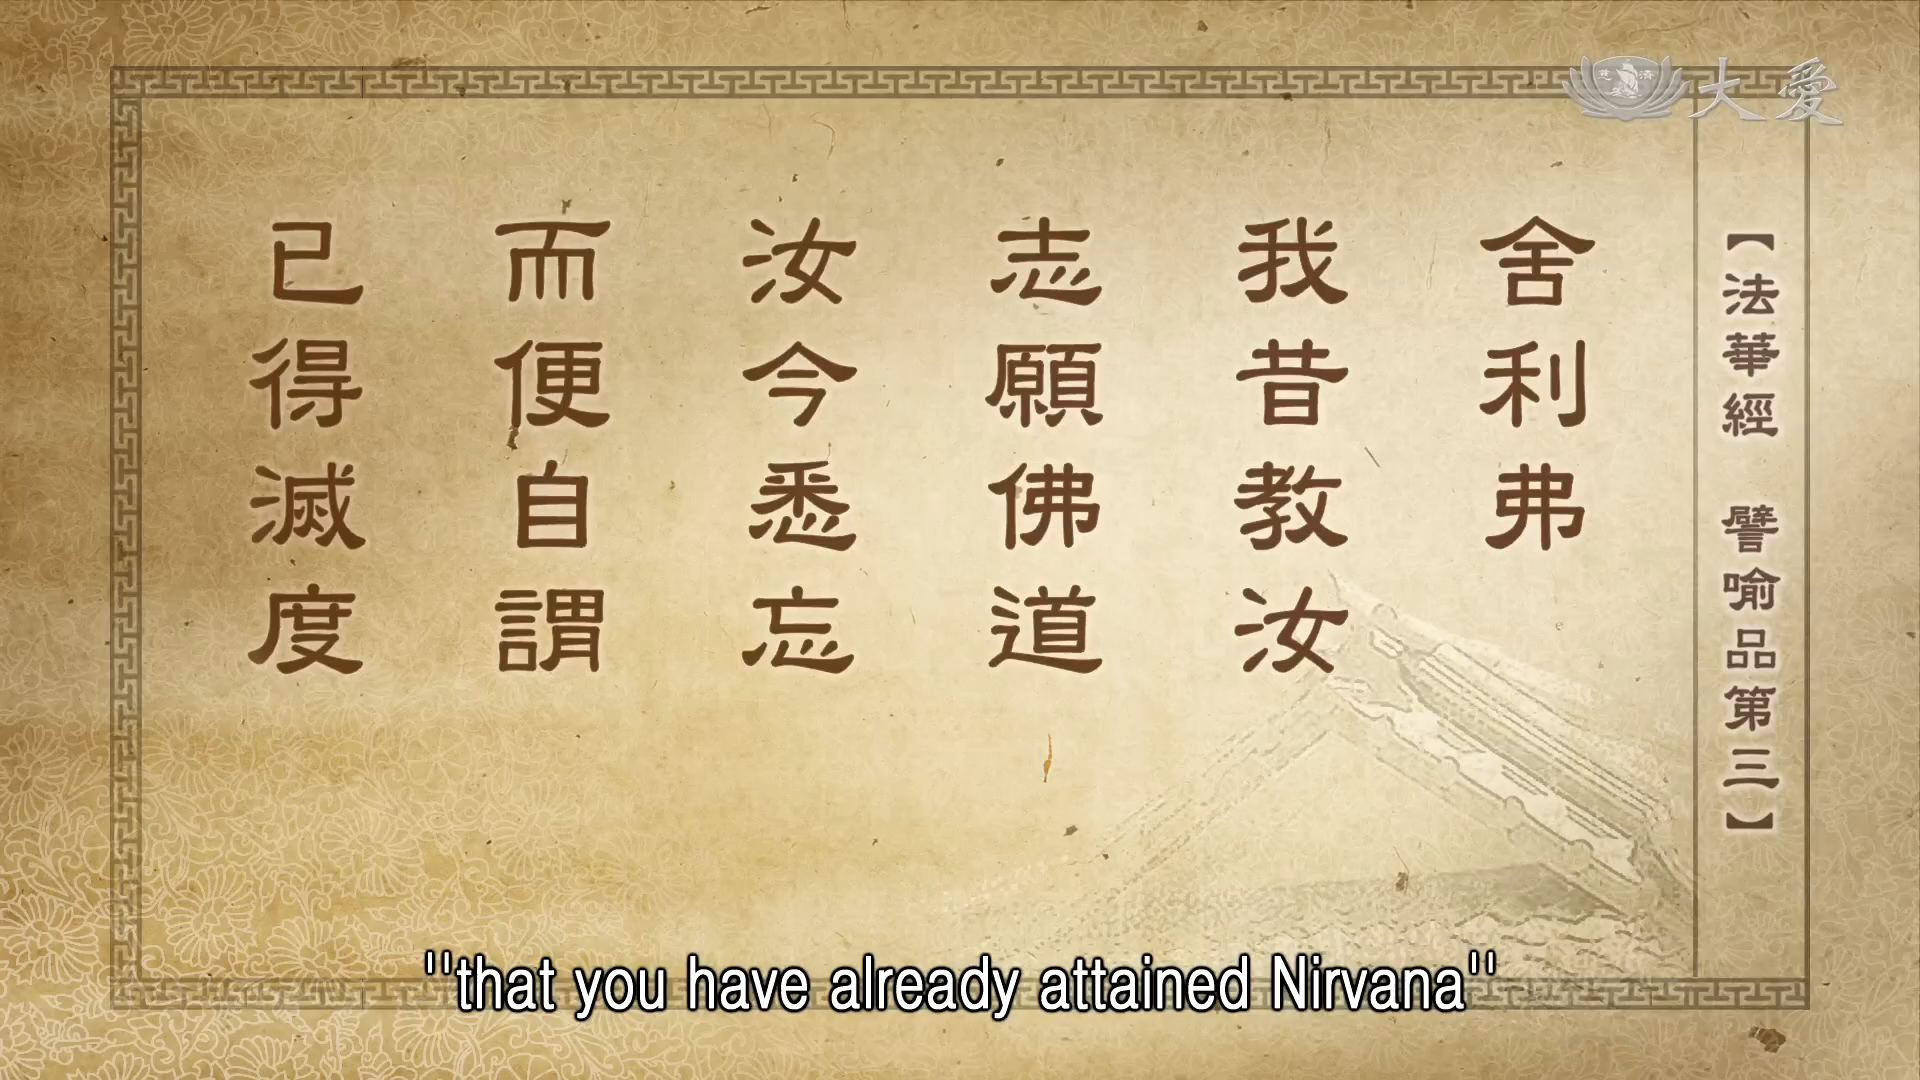 大愛
慈濟
【法華經 譬喻品第三】
舍利弗
我昔教汝
志願佛道
汝今悉忘
而便自謂
已得滅度
"that you have already attained Nirvana"